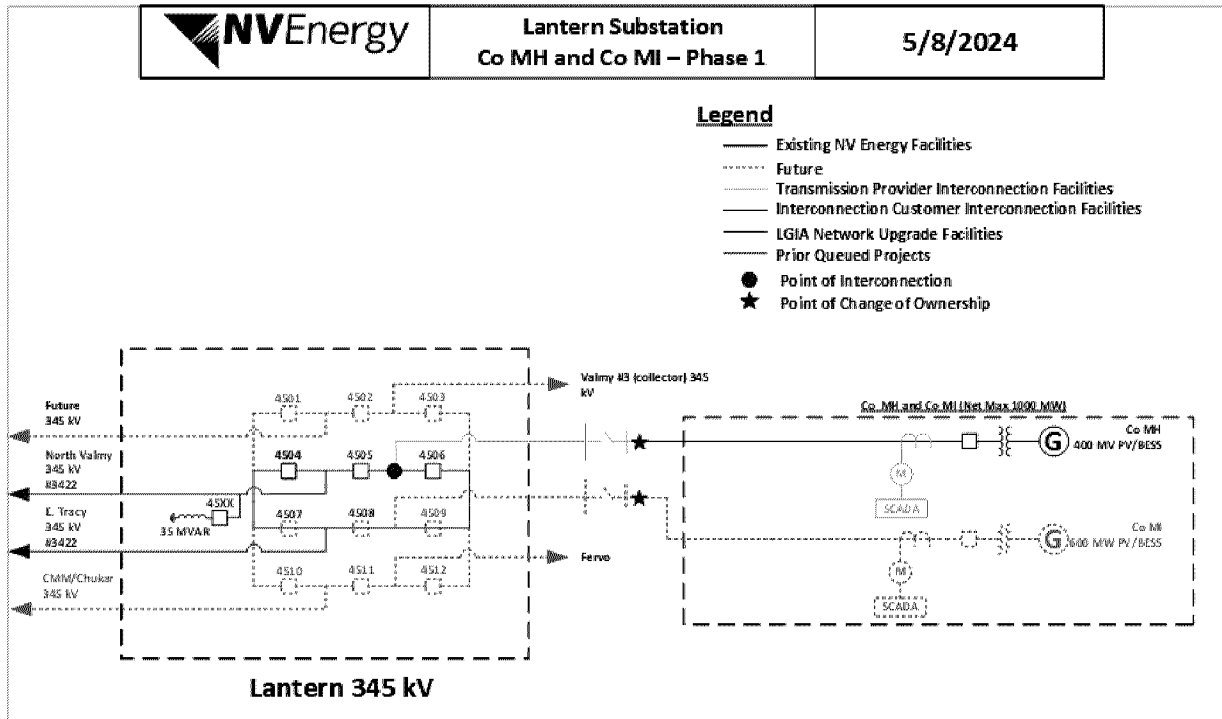 NVEnergy
Lantern Substation
Co MH and Co MI – Phase 1
5/8/2024
Legend
Existing NV Energy Facilities
Future
Transmission Provider Interconnection Facilities
Interconnection Customer Interconnection Facilities
LGIA Network Upgrade Facilities
Prior Queued Projects
Point of Interconnection
Point of Change of Ownership
Valmy #3 (collector) 345
kV
4501
4502
4503
Future
345 kV
Co MH and Co MI (Net Max 1000 MW)
Co MH
400 MV PV/BESS
G
North Valmy
345 kV
#3422
4504
4505
4506
M
SCADA
45XX
35 MVAR
E. Tracy
345 kV
#3422
4507
4508
4509
Co MI
600 MW PV/BESS
G
Fervo
CMM/Chukar
345 kV
4510
4511
4512
M
SCADA
Lantern 345 kV